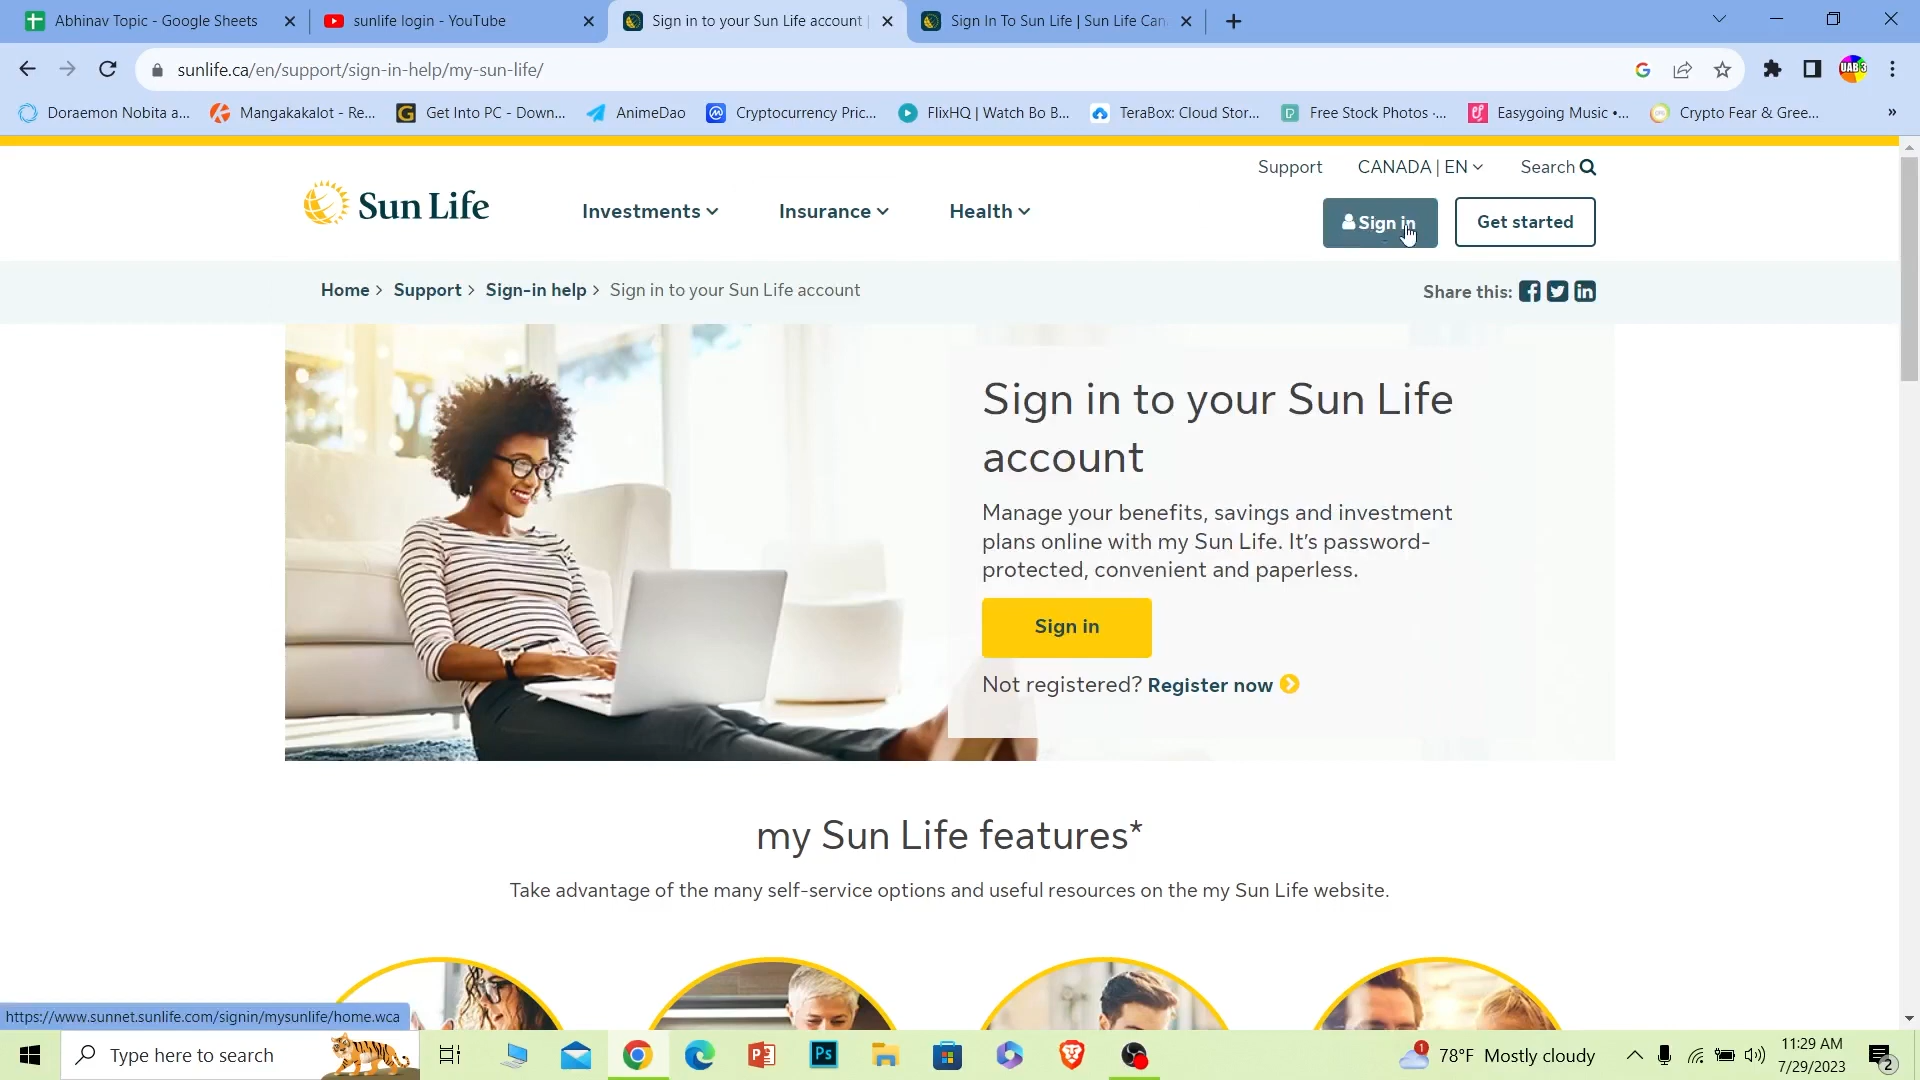 Abhinav Topic - Google Sheets
sunlife login - YouTube
Sign in to your Sun Life account |
Sign In To Sun Life | Sun Life Can
sunlife.ca/en/support/sign-in-help/my-sun-life/
UAB 3
Doraemon Nobita a...
Mangakakalot - Re...
Get Into PC - Down...
AnimeDao
Cryptocurrency Pric...
FlixHQ | Watch Bo B...
TeraBox: Cloud Stor...
Free Stock Photos ·...
Easygoing Music •...
Crypto Fear & Gree...
»
Support
CANADA | EN
Search
Sun Life
Investments
Insurance
Health
Sign in
Get started
Home > Support > Sign-in help > Sign in to your Sun Life account
Share this:
Sign in to your Sun Life
account
Manage your benefits, savings and investment
plans online with my Sun Life. It's password-
protected, convenient and paperless.
Sign in
Not registered? Register now
my Sun Life features*
Take advantage of the many self-service options and useful resources on the my Sun Life website.
https://www.sunnet.sunlife.com/signin/mysunlife/home.wca
Type here to search
Ps
1
78°F Mostly cloudy
11:29 AM
7/29/2023
2